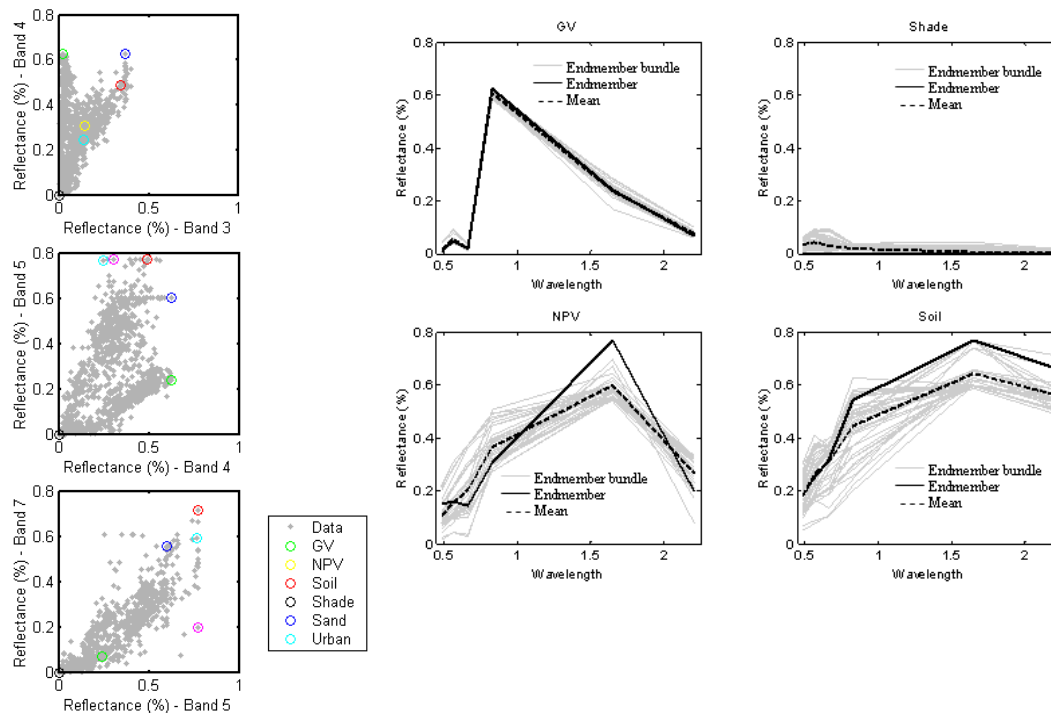 0.8
0.6
0.4
0.2
0
0
0.5
1
Reflectance (%) - Band 4
Reflectance (%) - Band 3
0.8
0.6
0.4
0.2
0
0
0.5
1
Reflectance (%) - Band 5
Reflectance (%) - Band 4
0.8
0.6
0.4
0.2
0
0
0.5
1
Reflectance (%) - Band 7
Reflectance (%) - Band 5
Data
GV
NPV
Soil
Shade
Sand
Urban
GV
0.8
0.6
0.4
0.2
0
0.5
1
1.5
2
Reflectance (%)
Wavelength
Endmember bundle
Endmember
Mean
Shade
0.8
0.6
0.4
0.2
0
0.5
1
1.5
2
Reflectance (%)
Wavelength
Endmember bundle
Endmember
Mean
NPV
0.8
0.6
0.4
0.2
0
0.5
1
1.5
2
Reflectance (%)
Wavelength
Endmember bundle
Endmember
Mean
Soil
0.8
0.6
0.4
0.2
0
0.5
1
1.5
2
Reflectance (%)
Wavelength
Endmember bundle
Endmember
Mean